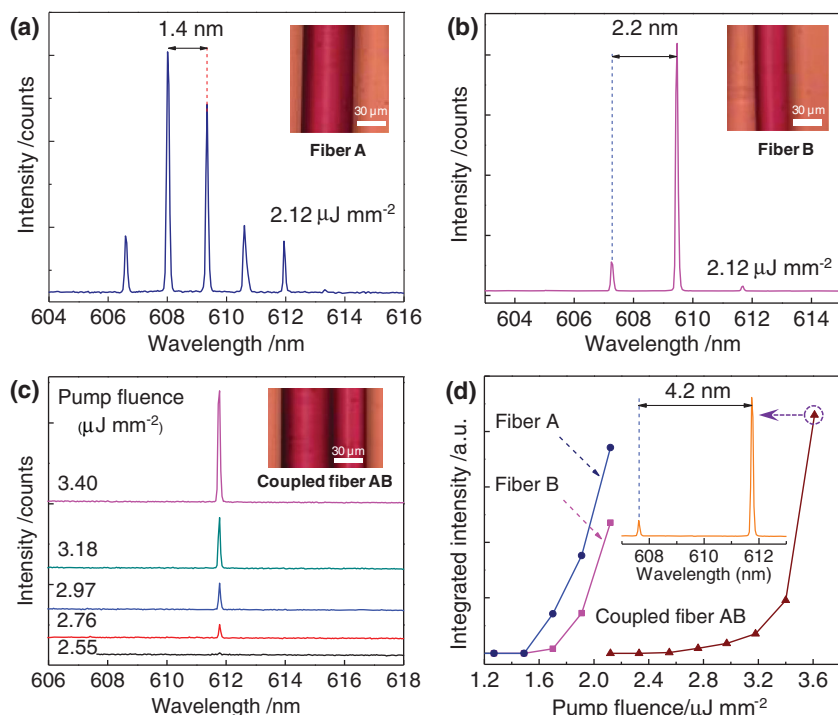 (a)
1.4 nm
30 µm
Fiber A
2.12 µJ mm-2
Intensity /counts
604 606 608 610 612 614 616
Wavelength /nm
(b)
2.2 nm
30 µm
Fiber B
2.12 µJ mm-2
Intensity /counts
604 606 608 610 612 614
Wavelength /nm
(c)
Pump fluence
(µJ mm-2)
30 µm
Coupled fiber AB
3.40
3.18
2.97
2.76
2.55
Intensity /counts
606 608 610 612 614 616 618
Wavelength /nm
(d)
4.2 nm
Fiber A
Fiber B
608 610 612
Wavelength (nm)
Coupled fiber AB
Integrated intensity /a.u.
1.2 1.6 2.0 2.4 2.8 3.2 3.6
Pump fluence/µJ mm-2